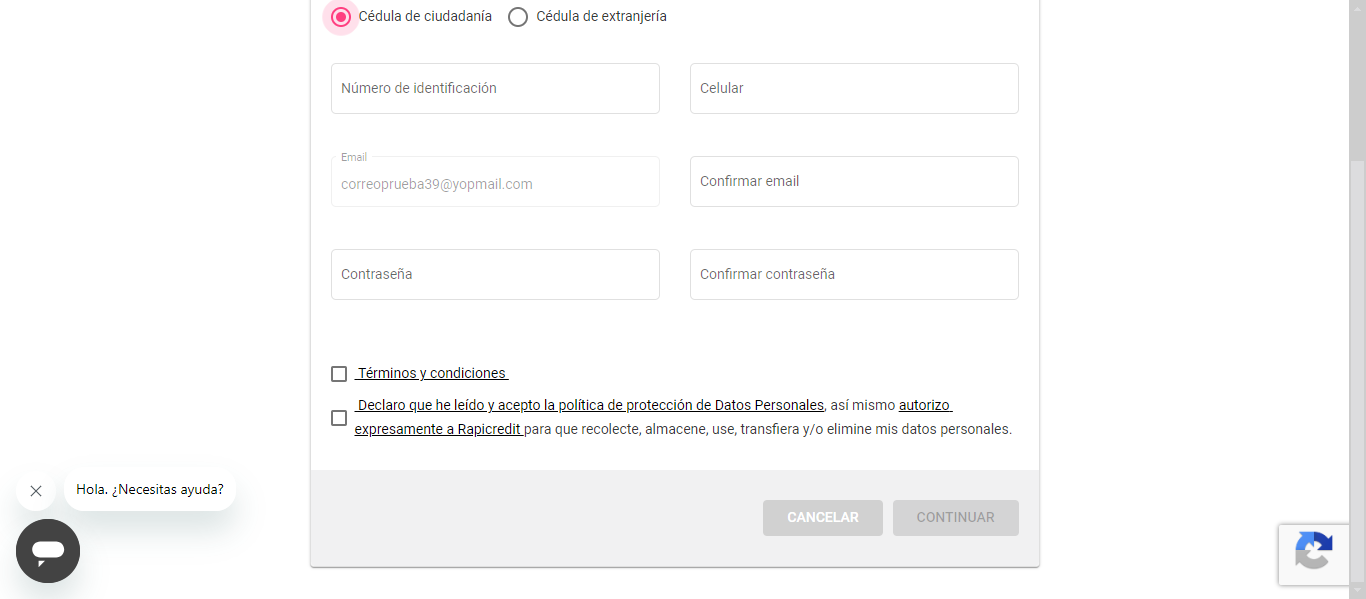 Cédula de ciudadanía Cédula de extranjería
Número de identificación Celular
Email
correoprueba39@yopmail.com Confirmar email
Contraseña Confirmar contraseña
Términos y condiciones
Declaro que he leído y acepto la política de protección de Datos Personales, así mismo autorizo
expresamente a Rapicredit para que recolecte, almacene, use, transfiera y/o elimine mis datos personales.
Hola. ¿Necesitas ayuda?
CANCELAR CONTINUAR